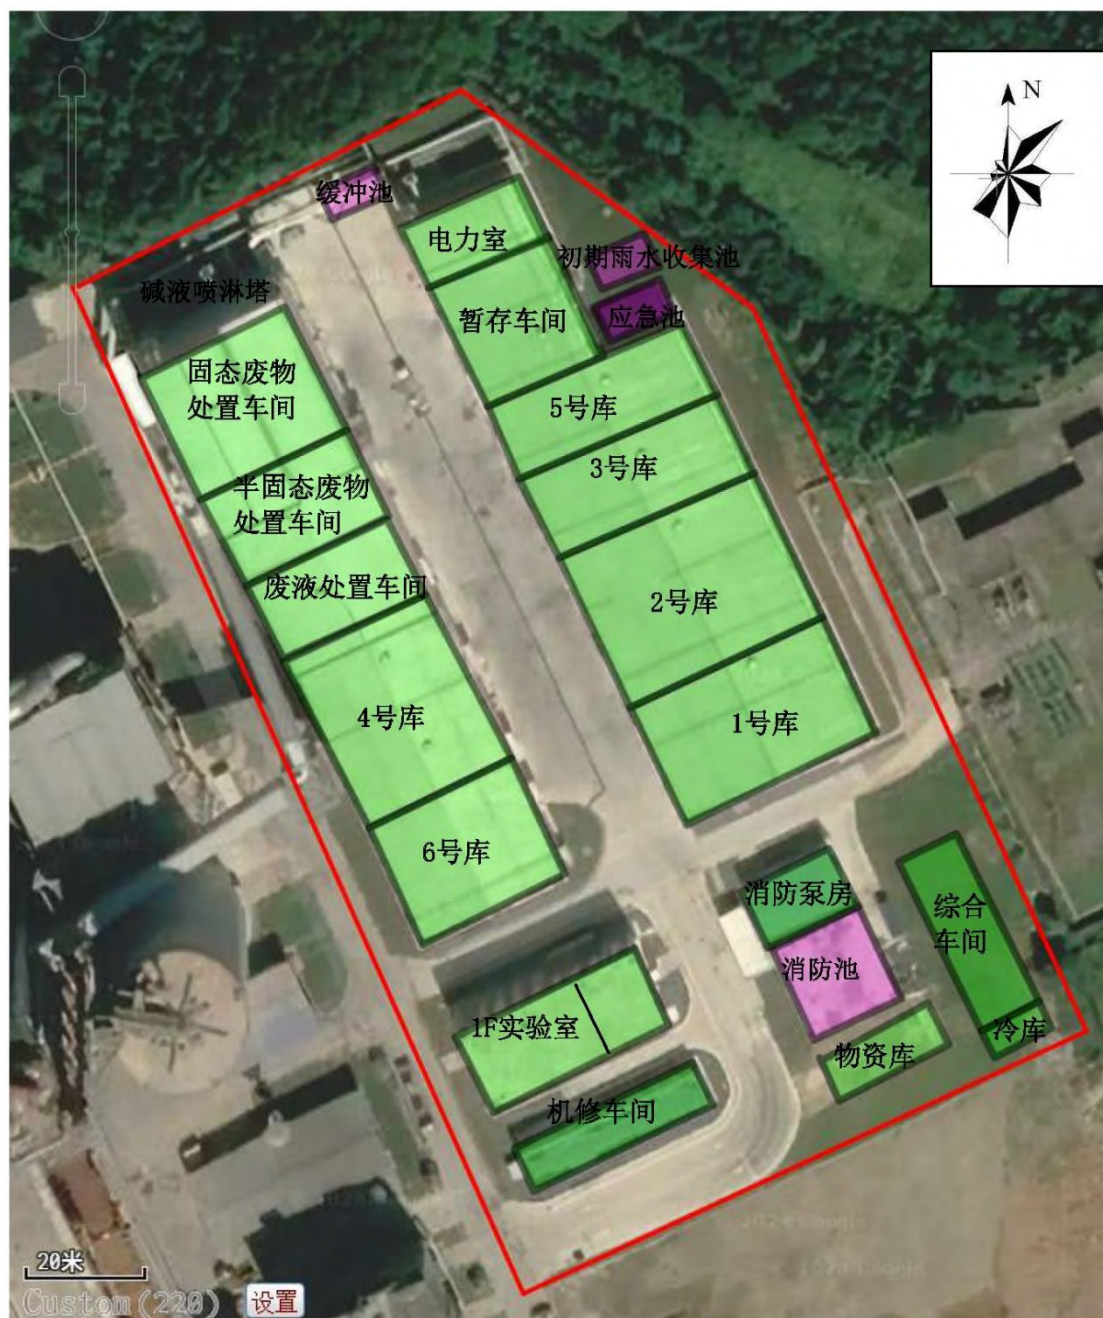 N
缓冲池
电力室
初期雨水收集池
碱液喷淋塔
暂存车间
应急池
固态废物
处置车间
5号库
3号库
半固态废物
处置车间
废液处置车间
2号库
4号库
1号库
6号库
消防泵房
综合
车间
消防池
1F实验室
物资库
冷库
机修车间
20米
Custom(220)
设置